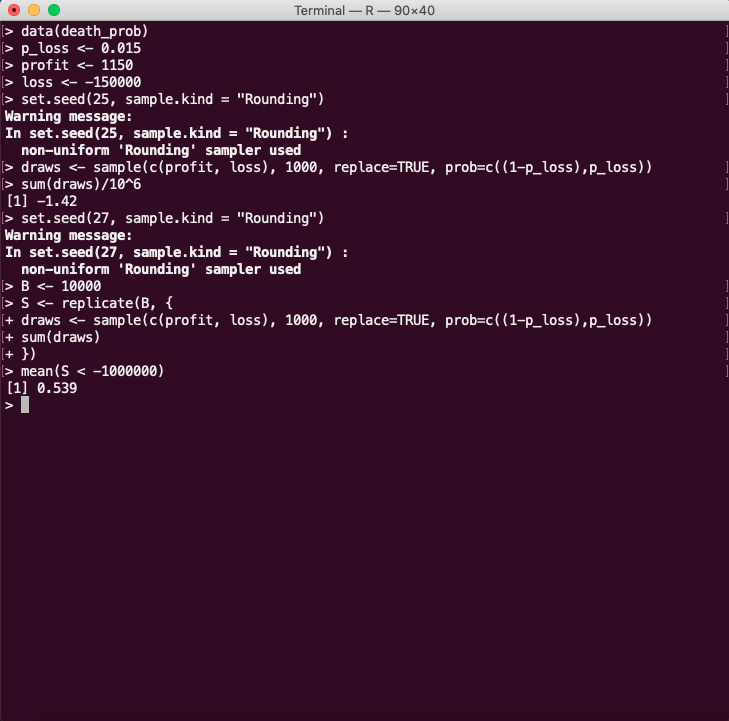 Terminal — R — 90×40
[> data(death_prob) ]
[> p_loss <- 0.015 ]
[> profit <- 1150 ]
[> loss <- -150000 ]
[> set.seed(25, sample.kind = "Rounding") ]
Warning message:
In set.seed(25, sample.kind = "Rounding") :
  non-uniform 'Rounding' sampler used
[> draws <- sample(c(profit, loss), 1000, replace=TRUE, prob=c((1-p_loss),p_loss)) ]
[> sum(draws)/10^6 ]
[1] -1.42
[> set.seed(27, sample.kind = "Rounding") ]
Warning message:
In set.seed(27, sample.kind = "Rounding") :
  non-uniform 'Rounding' sampler used
[> B <- 10000 ]
[> S <- replicate(B, { ]
[+ draws <- sample(c(profit, loss), 1000, replace=TRUE, prob=c((1-p_loss),p_loss)) ]
[+ sum(draws) ]
[+ }) ]
[> mean(S < -1000000) ]
[1] 0.539
>